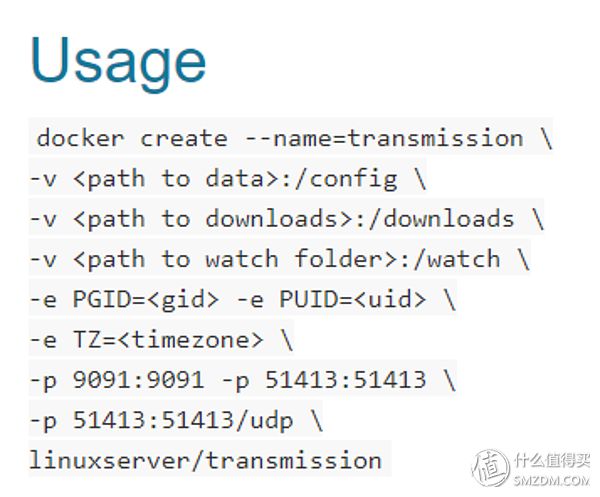 Usage
docker create --name=transmission \
-v <path to data>:/config \
-v <path to downloads>:/downloads \
-v <path to watch folder>:/watch \
-e PGID=<gid> -e PUID=<uid> \
-e TZ=<timezone> \
-p 9091:9091 -p 51413:51413 \
-p 51413:51413/udp \
linuxserver/transmission
值 什么值得买
SMZDM.COM